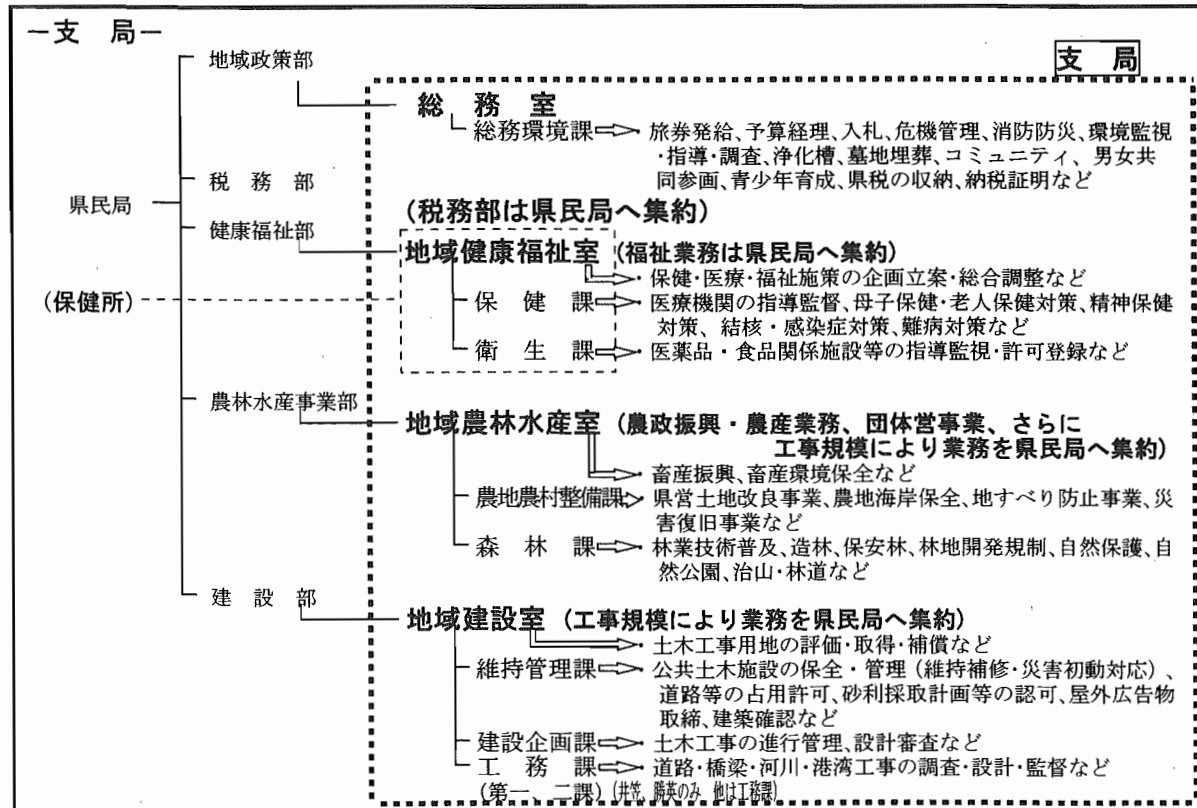 －支　局－
支　局
地域政策部
総　務　室
総務環境課 旅券発給、予算経理、入札、危機管理、消防防災、環境監視
・指導・調査、浄化槽、墓地埋葬、コミュニティ、男女共
同参画、青少年育成、県税の収納、納税証明など
税　務　部
県民局
(税務部は県民局へ集約)
健康福祉部
地域健康福祉室 (福祉業務は県民局へ集約)
・保健・医療・福祉施策の企画立案・総合調整など
(保健所)
保　健　課 医療機関の指導監督、母子保健・老人保健対策、精神保健
対策、結核・感染症対策、難病対策など
衛　生　課 ・医薬品・食品関係施設等の指導監視・許可登録など
農林水産事業部
地域農林水産室 (農政振興・農産業務、団体営事業、さらに
工事規模により業務を県民局へ集約)
・畜産振興、畜産環境保全など
農地農村整備課 県営土地改良事業、農地海岸保全、地すべり防止事業、災
害復旧事業など
森　林　課 ・林業技術普及、造林、保安林、林地開発規制、自然保護、自
然公園、治山・林道など
建　設　部
地域建設室 (工事規模により業務を県民局へ集約)
・土木工事用地の評価・取得・補償など
維持管理課 ・公共土木施設の保全・管理（維持補修・災害初動対応）、
道路等の占用許可、砂利採取計画等の認可、屋外広告物
取締、建築確認など
建設企画課 ・土木工事の進行管理、設計審査など
工　務　課 ・道路・橋梁・河川・港湾工事の調査・設計・監督など
(第一、二課) (井笠、勝英のみ　他は工務課)